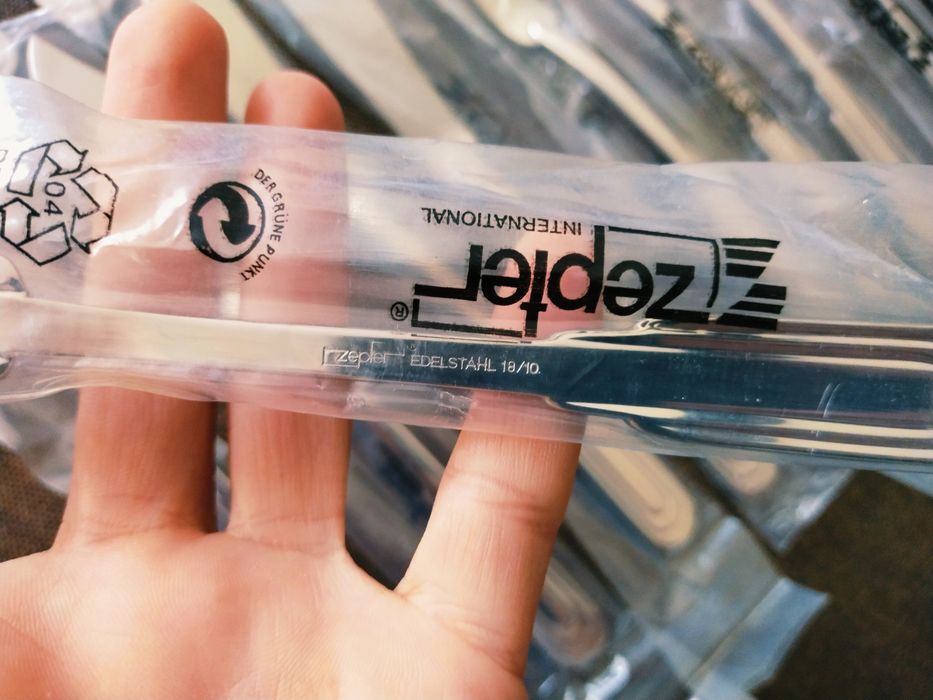 04
DER GRÜNE PUNKT
zepter®
INTERNATIONAL
zepter® EDELSTAHL 18/10